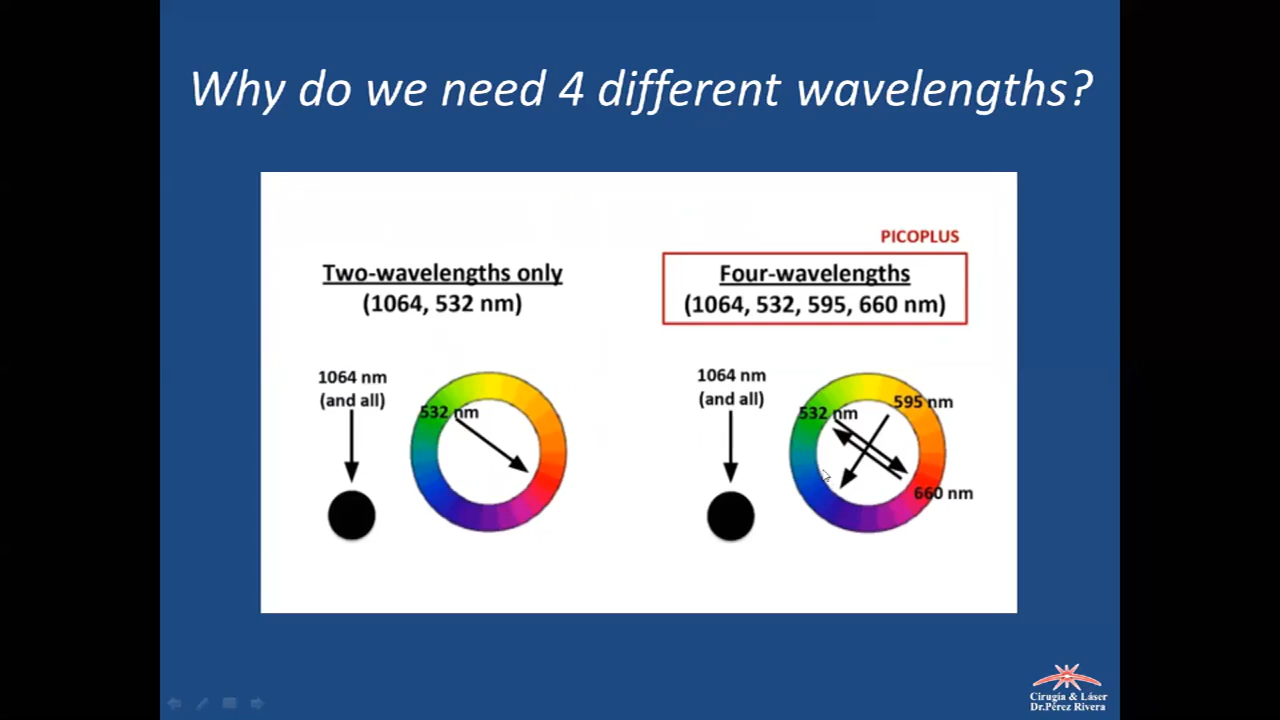 Why do we need 4 different wavelengths?
PICOPLUS
Two-wavelengths only
(1064, 532 nm)
Four-wavelengths
(1064, 532, 595, 660 nm)
1064 nm
(and all)
532 nm
1064 nm
(and all)
532 nm
595 nm
660 nm
Cirugía & Láser
Dr.Pérez Rivera